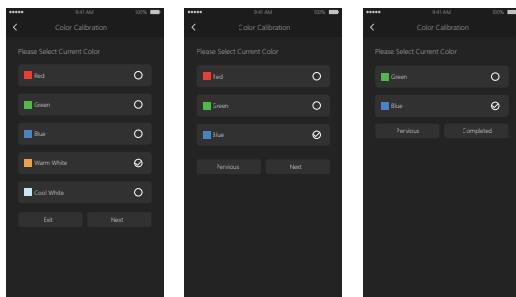 9:41 AM 100%
Color Calibration
Please Select Current Color
Red
Green
Blue
Warm White
Cool White
Exit Next
9:41 AM 100%
Color Calibration
Please Select Current Color
Red
Green
Blue
Pervious Next
9:41 AM 100%
Color Calibration
Please Select Current Color
Green
Blue
Pervious Completed